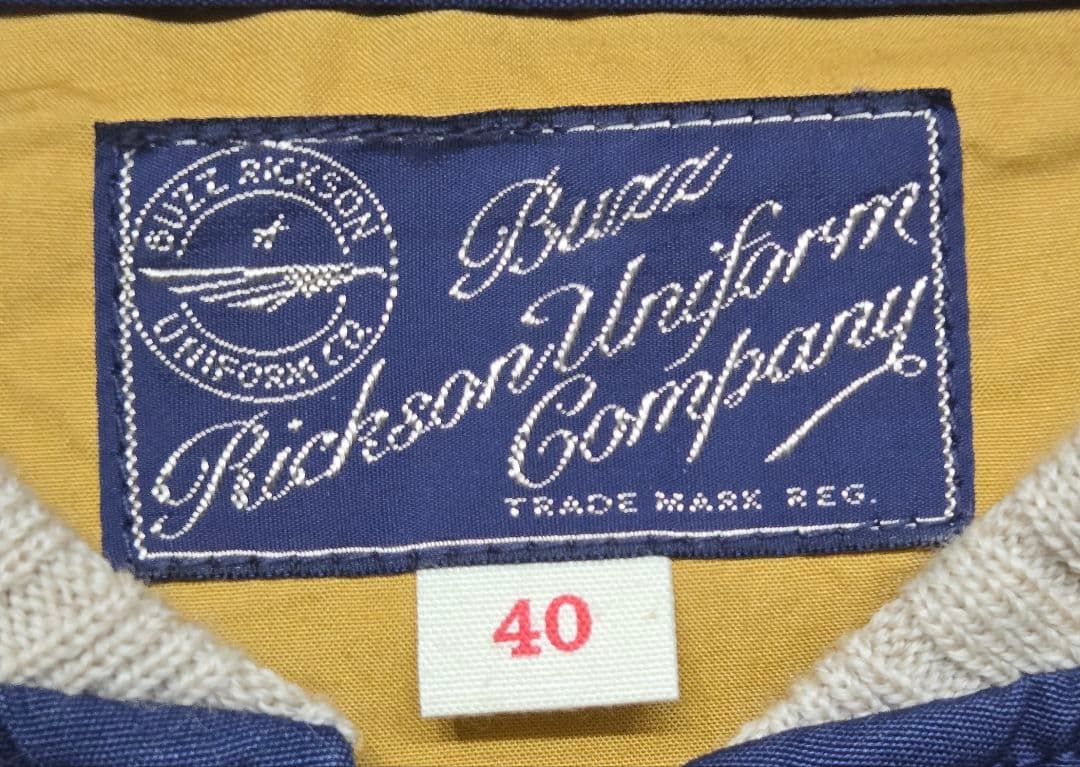 BUZZ RICKSON
UNIFORM CO.
Buzz
Rickson Uniform
Company
TRADE MARK REG.
40